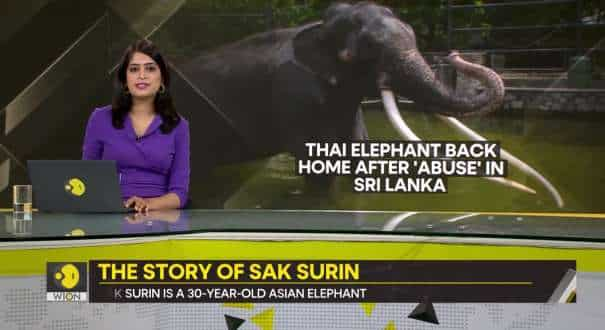 THAI ELEPHANT BACK
HOME AFTER 'ABUSE' IN
SRI LANKA
THE STORY OF SAK SURIN
K SURIN IS A 30-YEAR-OLD ASIAN ELEPHANT
WION